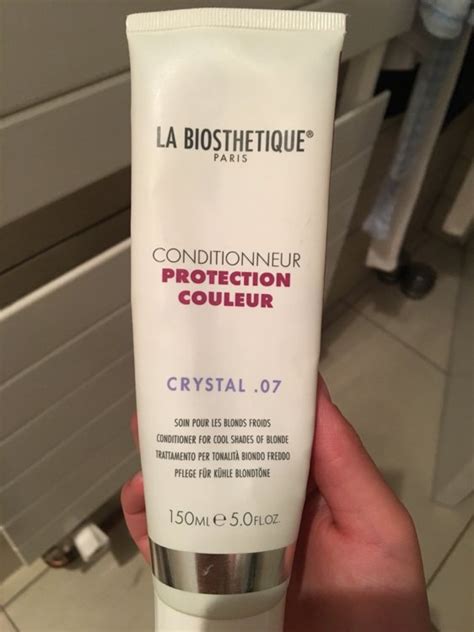 LA BIOSTHETIQUE®
PARIS
CONDITIONNEUR
PROTECTION
COULEUR
CRYSTAL .07
SOIN POUR LES BLONDS FROIDS
CONDITIONER FOR COOL SHADES OF BLONDE
TRATTAMENTO PER TONALITÀ BIONDO FREDDO
PFLEGE FÜR KÜHLE BLONDTÖNE
150ML ℮ 5.0FL.OZ.